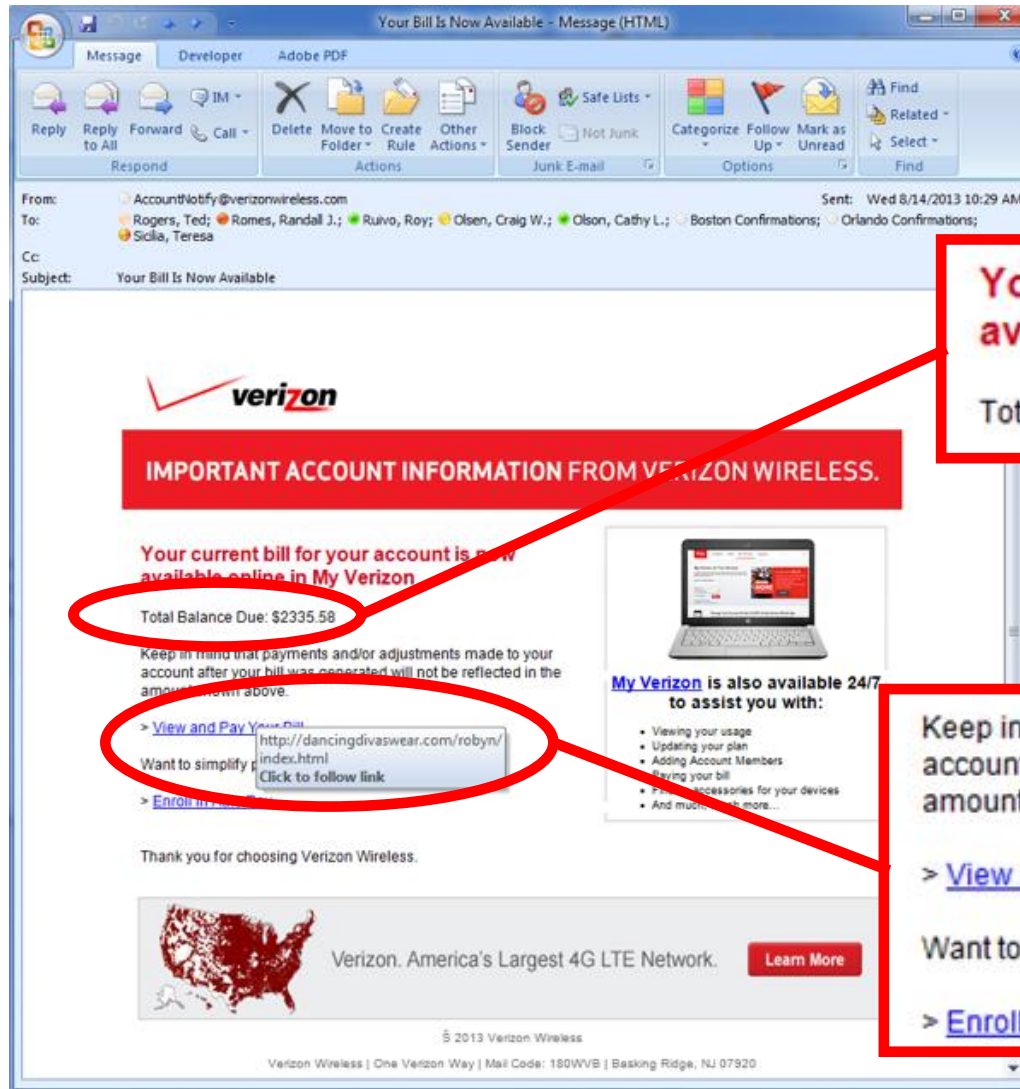 Your Bill Is Now Available - Message (HTML)
Message Developer Adobe PDF
Reply
Reply to All
Forward
IM
Call
Respond
Delete
Move to Folder
Create Rule
Other Actions
Actions
Block Sender
Safe Lists
Not Junk
Junk E-mail
Categorize
Follow Up
Mark as Unread
Options
Find
Related
Select
Find
From: AccountNotify@verizonwireless.com
Sent: Wed 8/14/2013 10:29 AM
To: Rogers, Ted; Romes, Randall J.; Ruivo, Roy; Olsen, Craig W.; Olson, Cathy L.; Boston Confirmations; Orlando Confirmations;
Sicilia, Teresa
Cc:
Subject: Your Bill Is Now Available
verizon
IMPORTANT ACCOUNT INFORMATION FROM VERIZON WIRELESS.
Your current bill for your account is now
available online in My Verizon
Total Balance Due: $2335.58
Keep in mind that payments and/or adjustments made to your
account after your bill was generated will not be reflected in the
amount shown above.
> View and Pay Your Bill
http://dancingdivaswear.com/robyn/
index.html
Click to follow link
Want to simplify p
> Enroll in
Thank you for choosing Verizon Wireless.
My Verizon is also available 24/7
to assist you with:
• Viewing your usage
• Updating your plan
• Adding Account Members
• Paying your bill
• accessories for your devices
• And much, much more...
Verizon. America's Largest 4G LTE Network.
Learn More
Š 2013 Verizon Wireless
Verizon Wireless | One Verizon Way | Mail Code: 180WVB | Basking Ridge, NJ 07920
Yo
av
Tot
Keep in
account
amount
> View
Want to
> Enroll